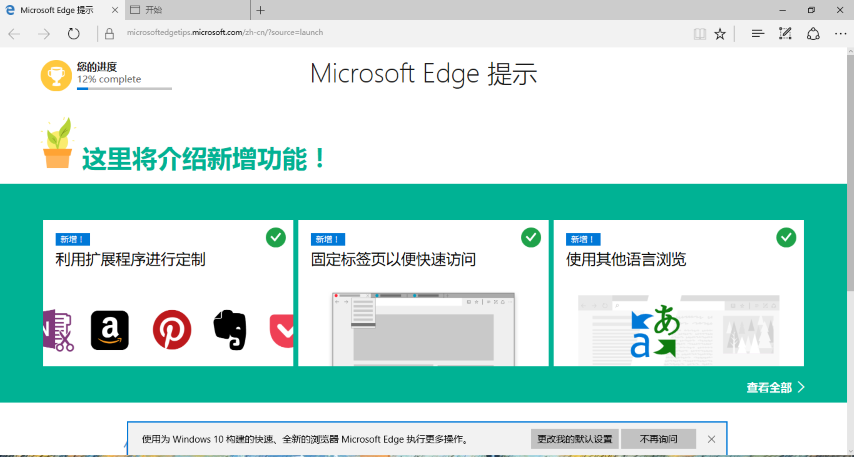 Microsoft Edge 提示
开始
microsoftedgetips.microsoft.com/zh-cn/?source=launch
您的进度
12% complete
Microsoft Edge 提示
这里将介绍新增功能！
新增！
利用扩展程序进行定制
新增！
固定标签页以便快速访问
新增！
使用其他语言浏览
N
a
a
あ
查看全部
使用为 Windows 10 构建的快速、全新的浏览器 Microsoft Edge 执行更多操作。
更改我的默认设置
不再询问